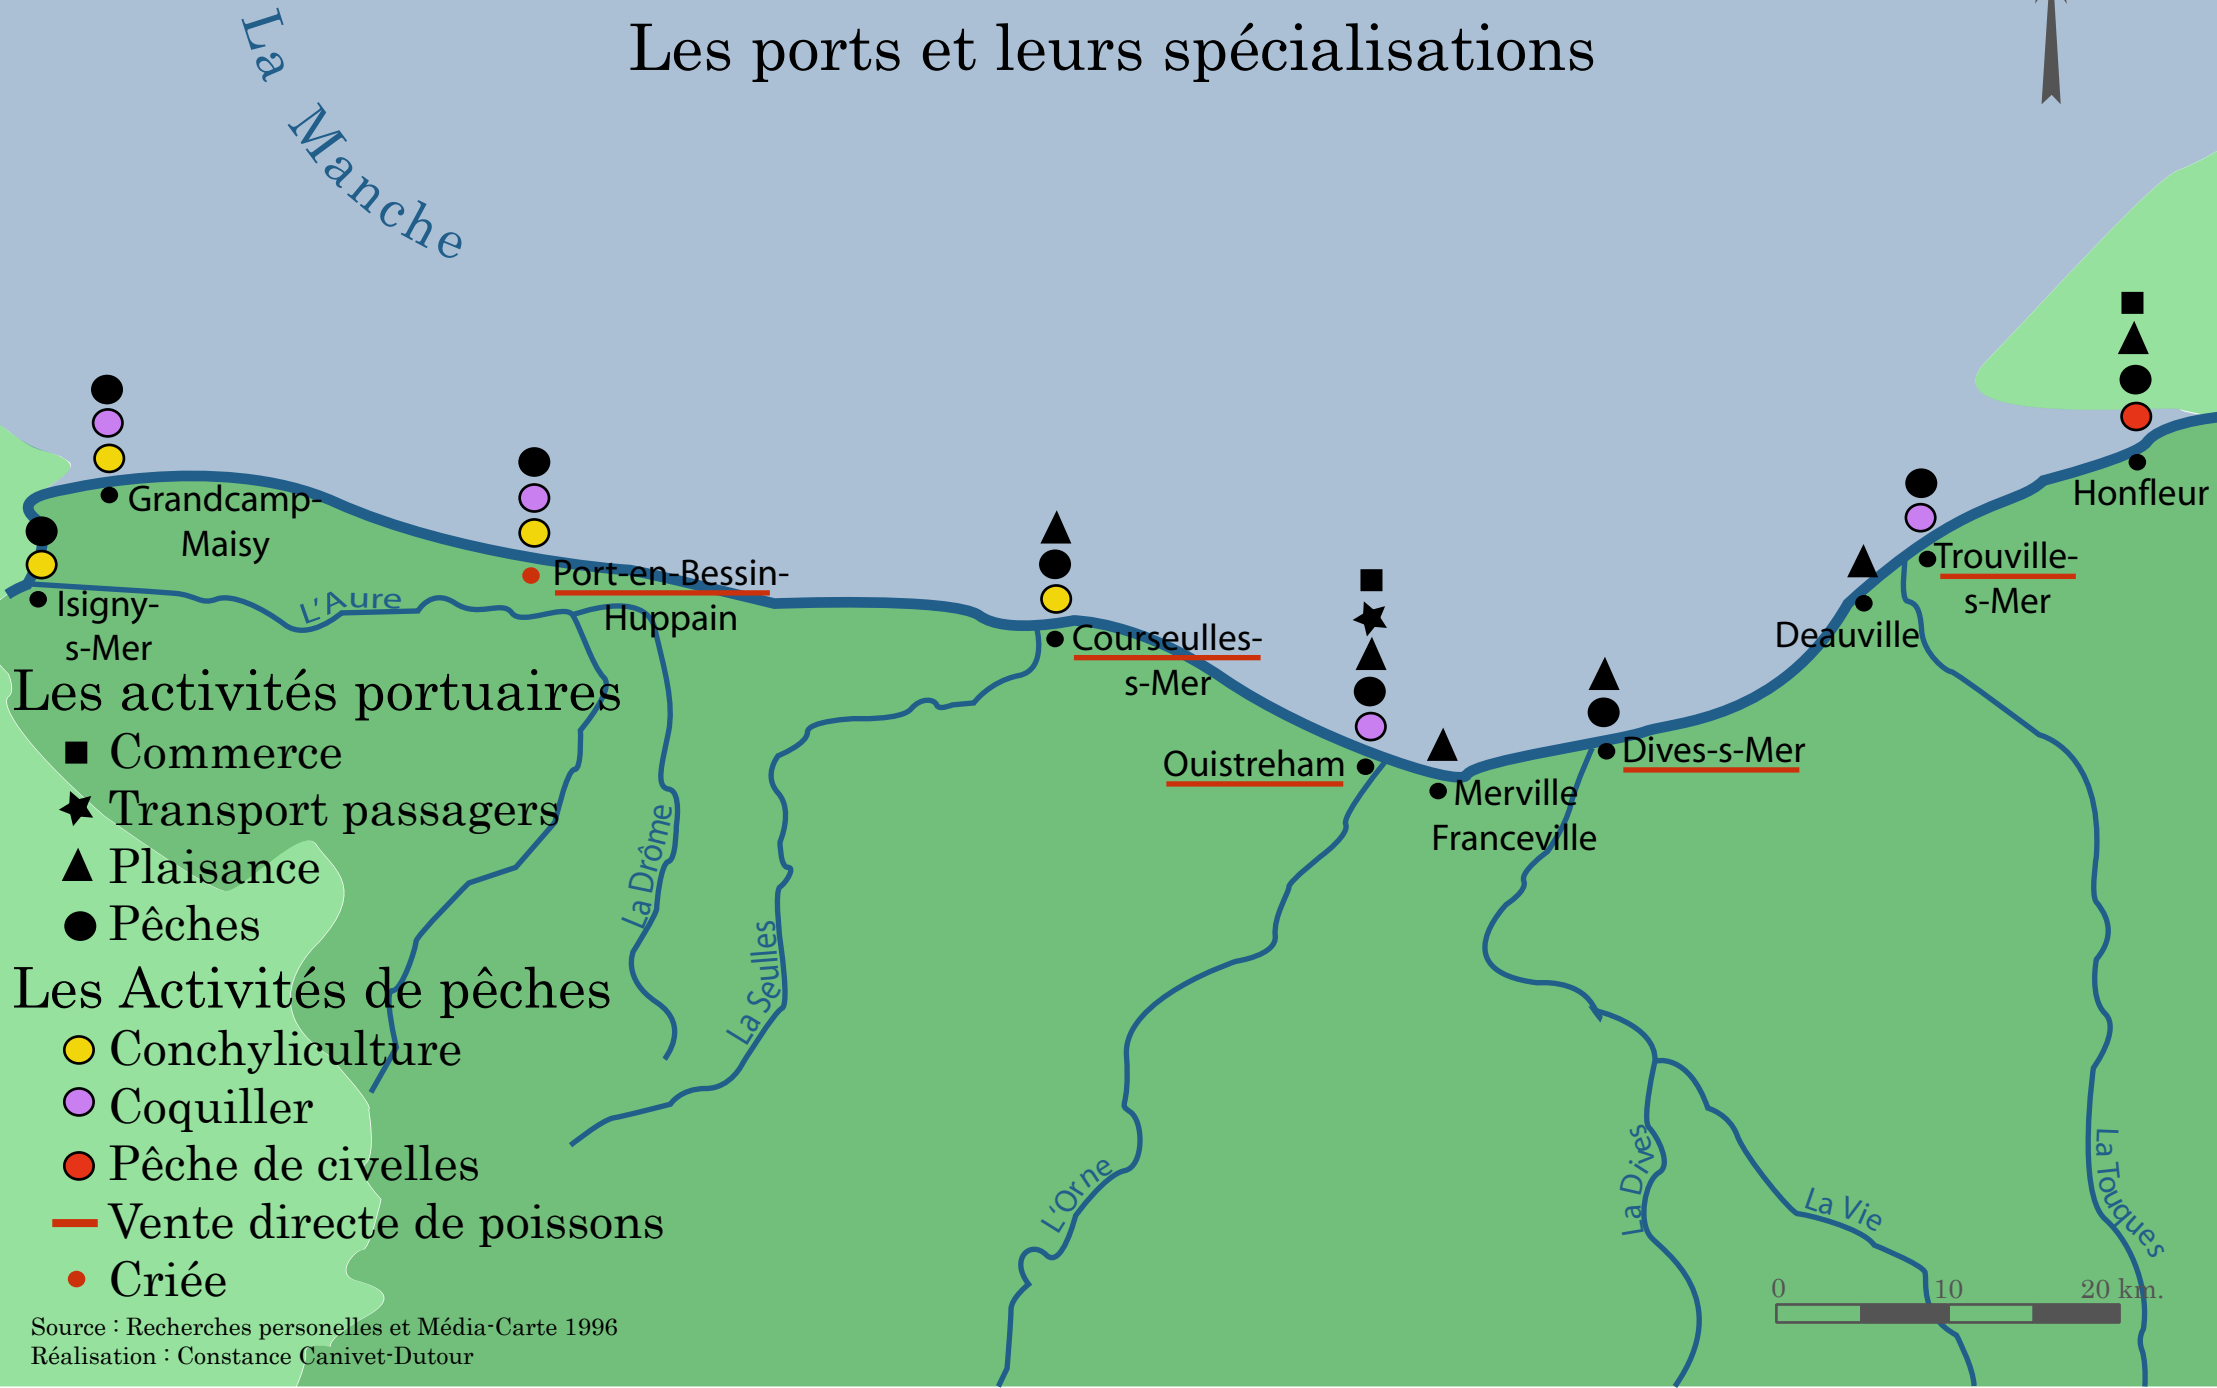 Les ports et leurs spécialisations
La Manche
Grandcamp-
Maisy
Isigny-
s-Mer
L'Aure
Port-en-Bessin-
Huppain
Courseulles-
s-Mer
Ouistreham
Merville
Franceville
Dives-s-Mer
Deauville
Trouville-
s-Mer
Honfleur
La Drôme
La Seulles
L'Orne
La Dives
La Vie
La Touques
Les activités portuaires
Commerce
Transport passagers
Plaisance
Pêches
Les Activités de pêches
Conchyliculture
Coquiller
Pêche de civelles
Vente directe de poissons
Criée
Source : Recherches personelles et Média-Carte 1996
Réalisation : Constance Canivet-Dutour
0 10 20 km.